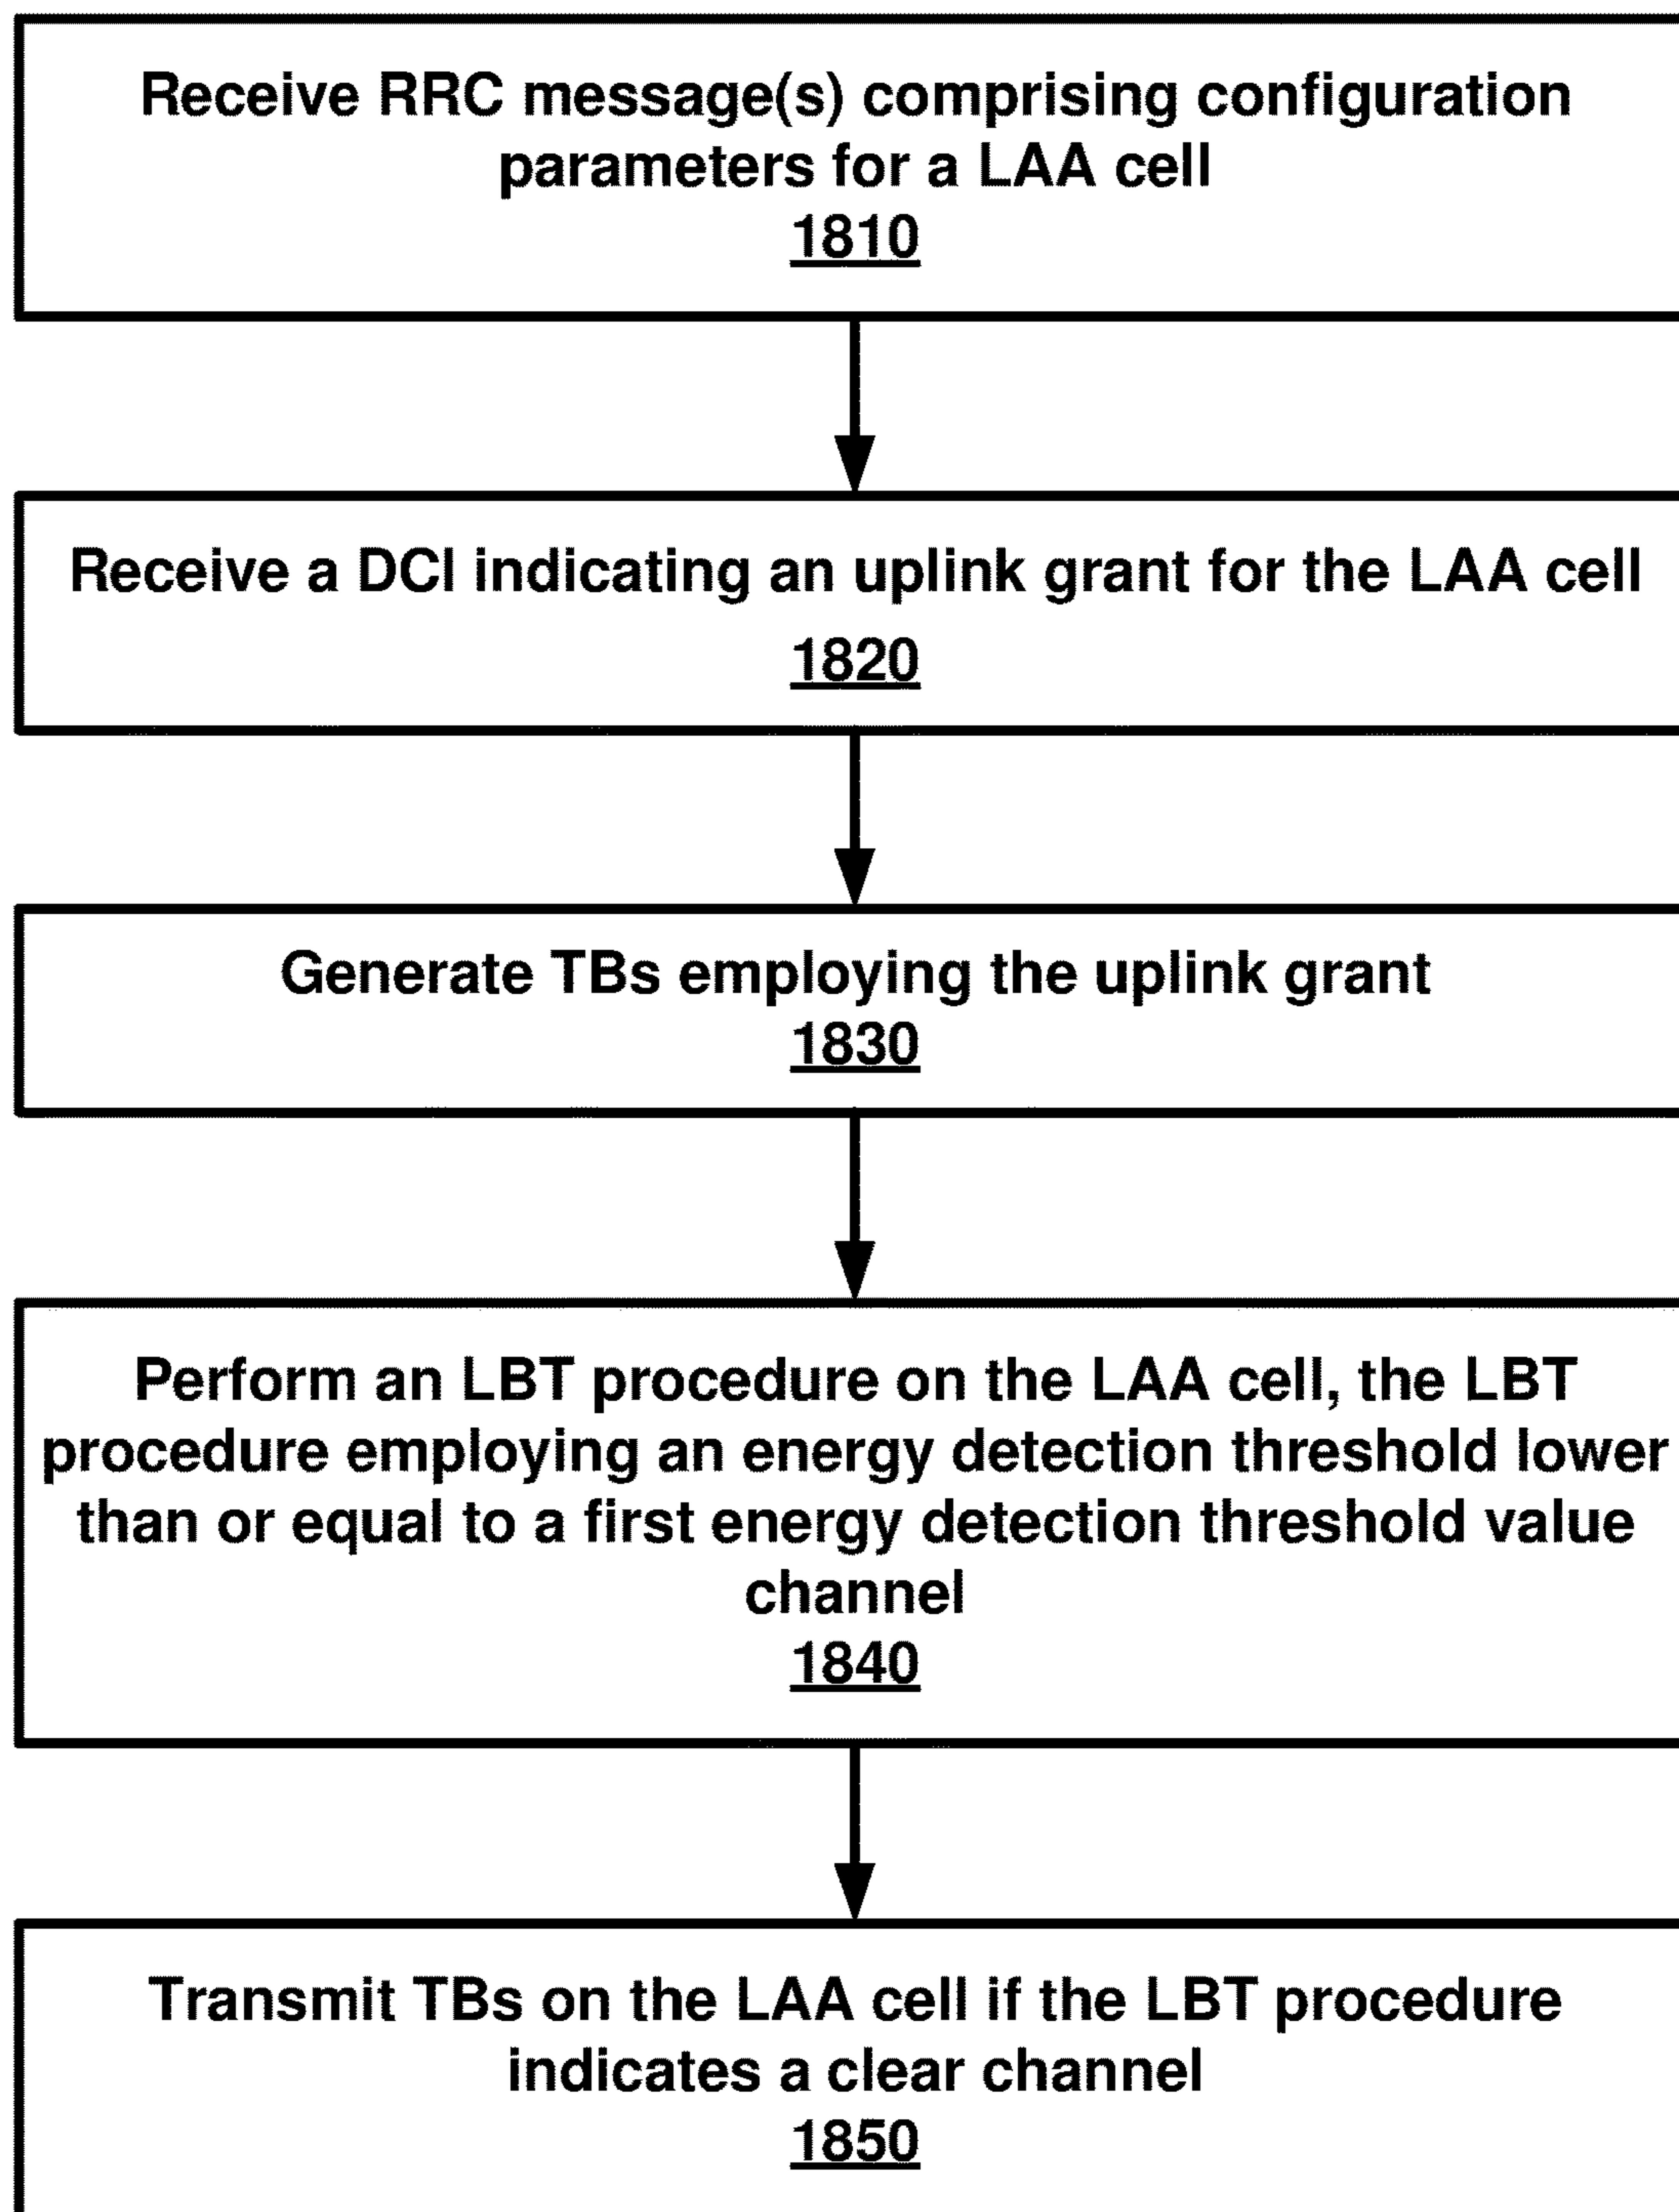 Receive RRC message(s) comprising configuration
parameters for a LAA cell
1810
Receive a DCI indicating an uplink grant for the LAA cell
1820
Generate TBs employing the uplink grant
1830
Perform an LBT procedure on the LAA cell, the LBT
procedure employing an energy detection threshold lower
than or equal to a first energy detection threshold value
channel
1840
Transmit TBs on the LAA cell if the LBT procedure
indicates a clear channel
1850